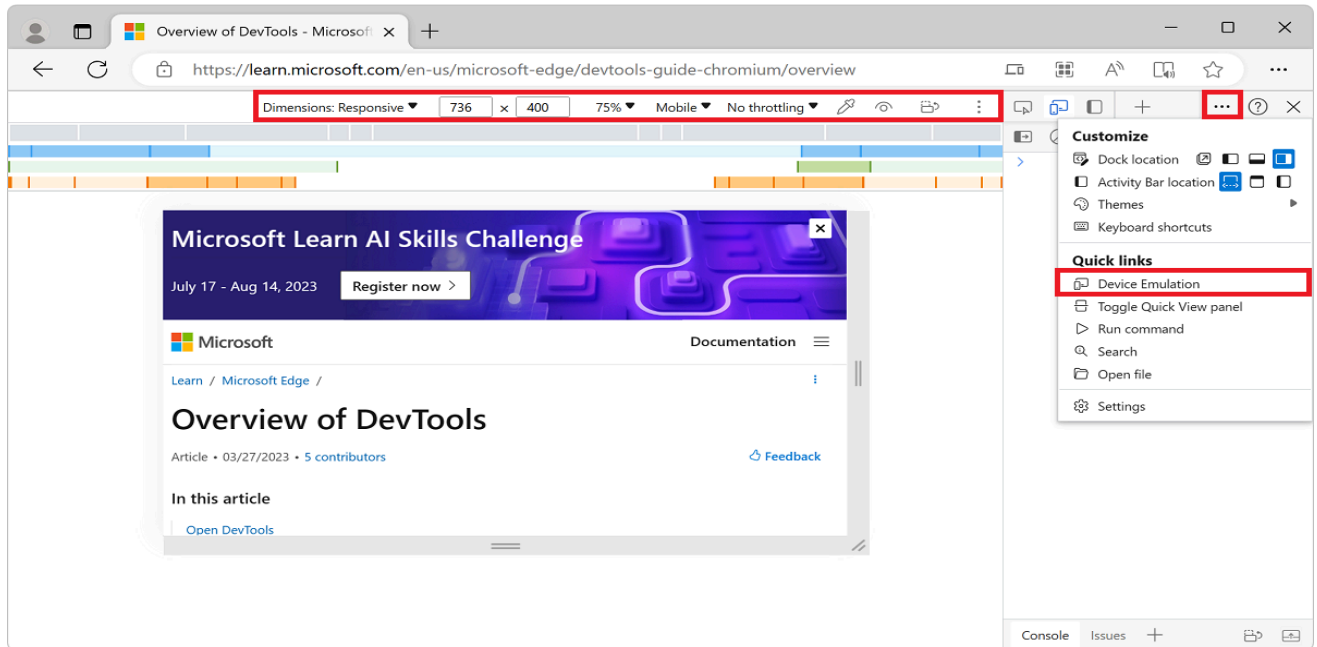 Overview of DevTools - Microsoft
https://learn.microsoft.com/en-us/microsoft-edge/devtools-guide-chromium/overview
Dimensions: Responsive 736 x 400 75% Mobile No throttling
Customize
Dock location
Activity Bar location
Themes
Keyboard shortcuts
Quick links
Device Emulation
Toggle Quick View panel
Run command
Search
Open file
Settings
Microsoft Learn AI Skills Challenge
July 17 - Aug 14, 2023 Register now >
Microsoft Documentation
Learn / Microsoft Edge /
Overview of DevTools
Article • 03/27/2023 • 5 contributors Feedback
In this article
Open DevTools
Console Issues